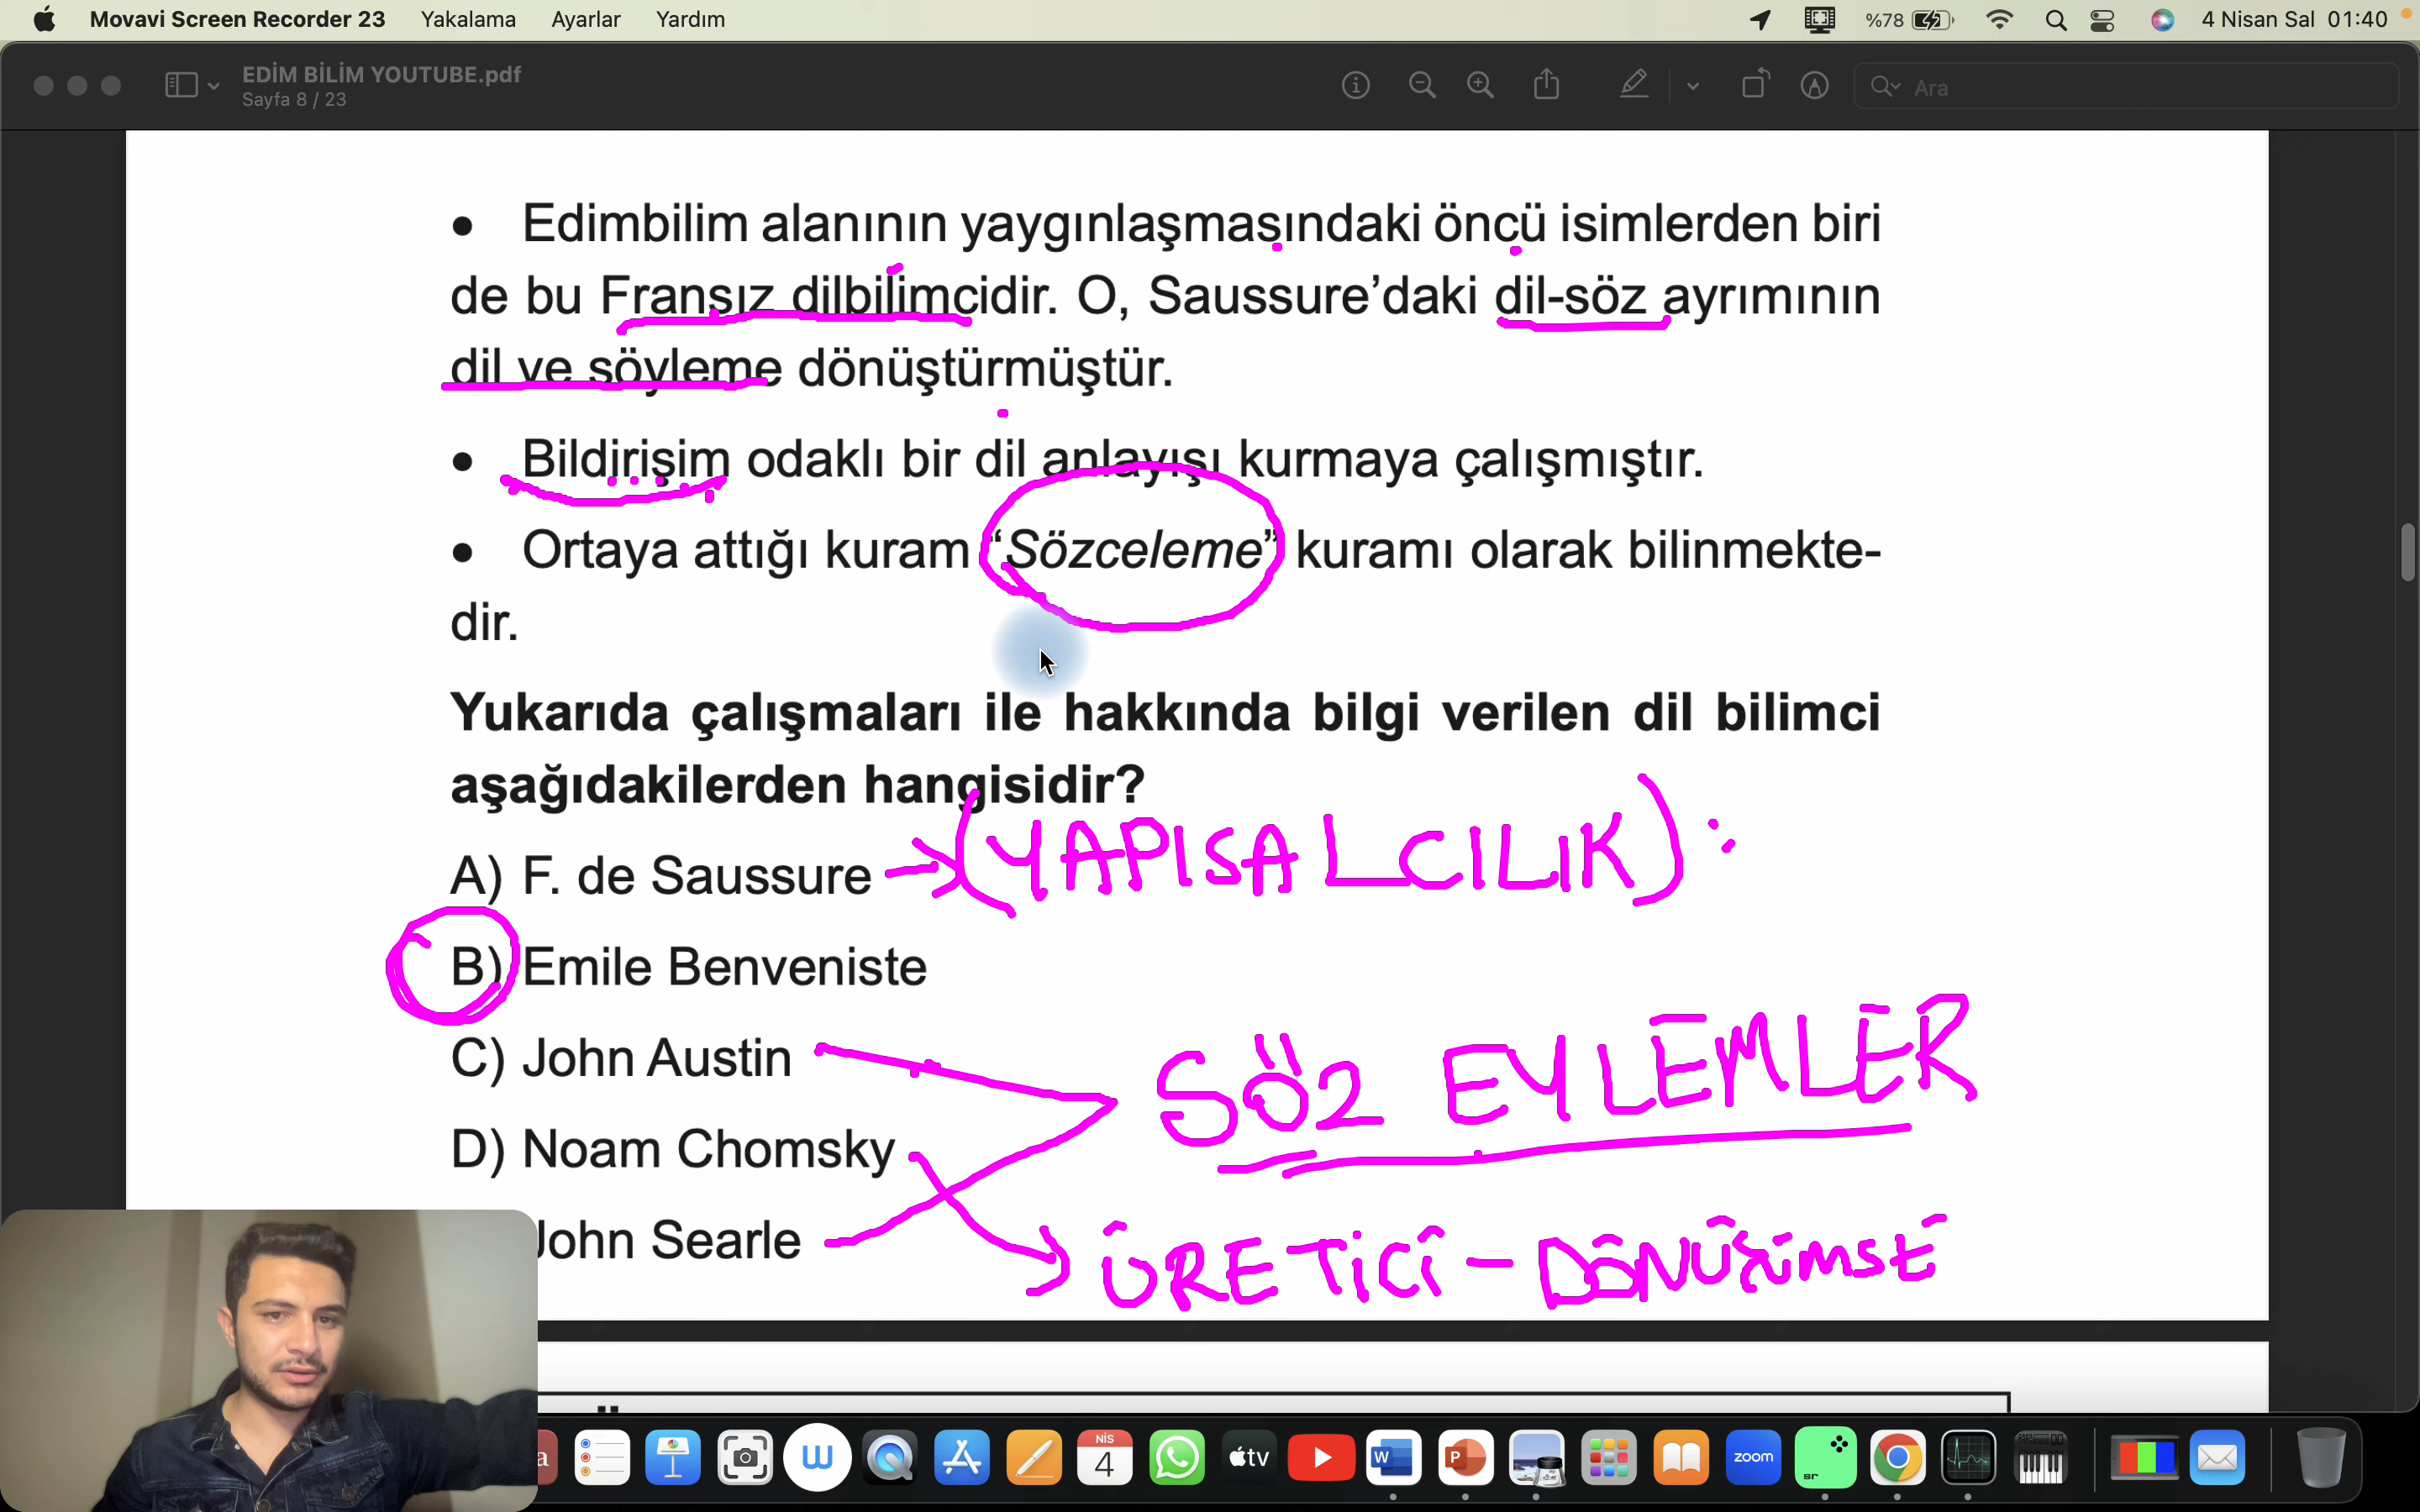 Movavi Screen Recorder 23 Yakalama Ayarlar Yardım %78 4 Nisan Sal 01:40
EDİM BİLİM YOUTUBE.pdf
Sayfa 8 / 23
Ara
• Edimbilim alanının yaygınlaşmasındaki öncü isimlerden biri
de bu Fransız dilbilimcidir. O, Saussure’daki dil-söz ayrımının
dil ve söyleme dönüştürmüştür.
• Bildirişim odaklı bir dil anlayışı kurmaya çalışmıştır.
• Ortaya attığı kuram “Sözceleme” kuramı olarak bilinmekte-
dir.
Yukarıda çalışmaları ile hakkında bilgi verilen dil bilimci
aşağıdakilerden hangisidir?
A) F. de Saussure (YAPISALCILIK) :
B) Emile Benveniste
C) John Austin
SÖZ EYLEMLER
D) Noam Chomsky
John Searle
ÜRETİCİ - DÖNÜŞÜMSE
NİS
4
tv
W
P
zoom
sr